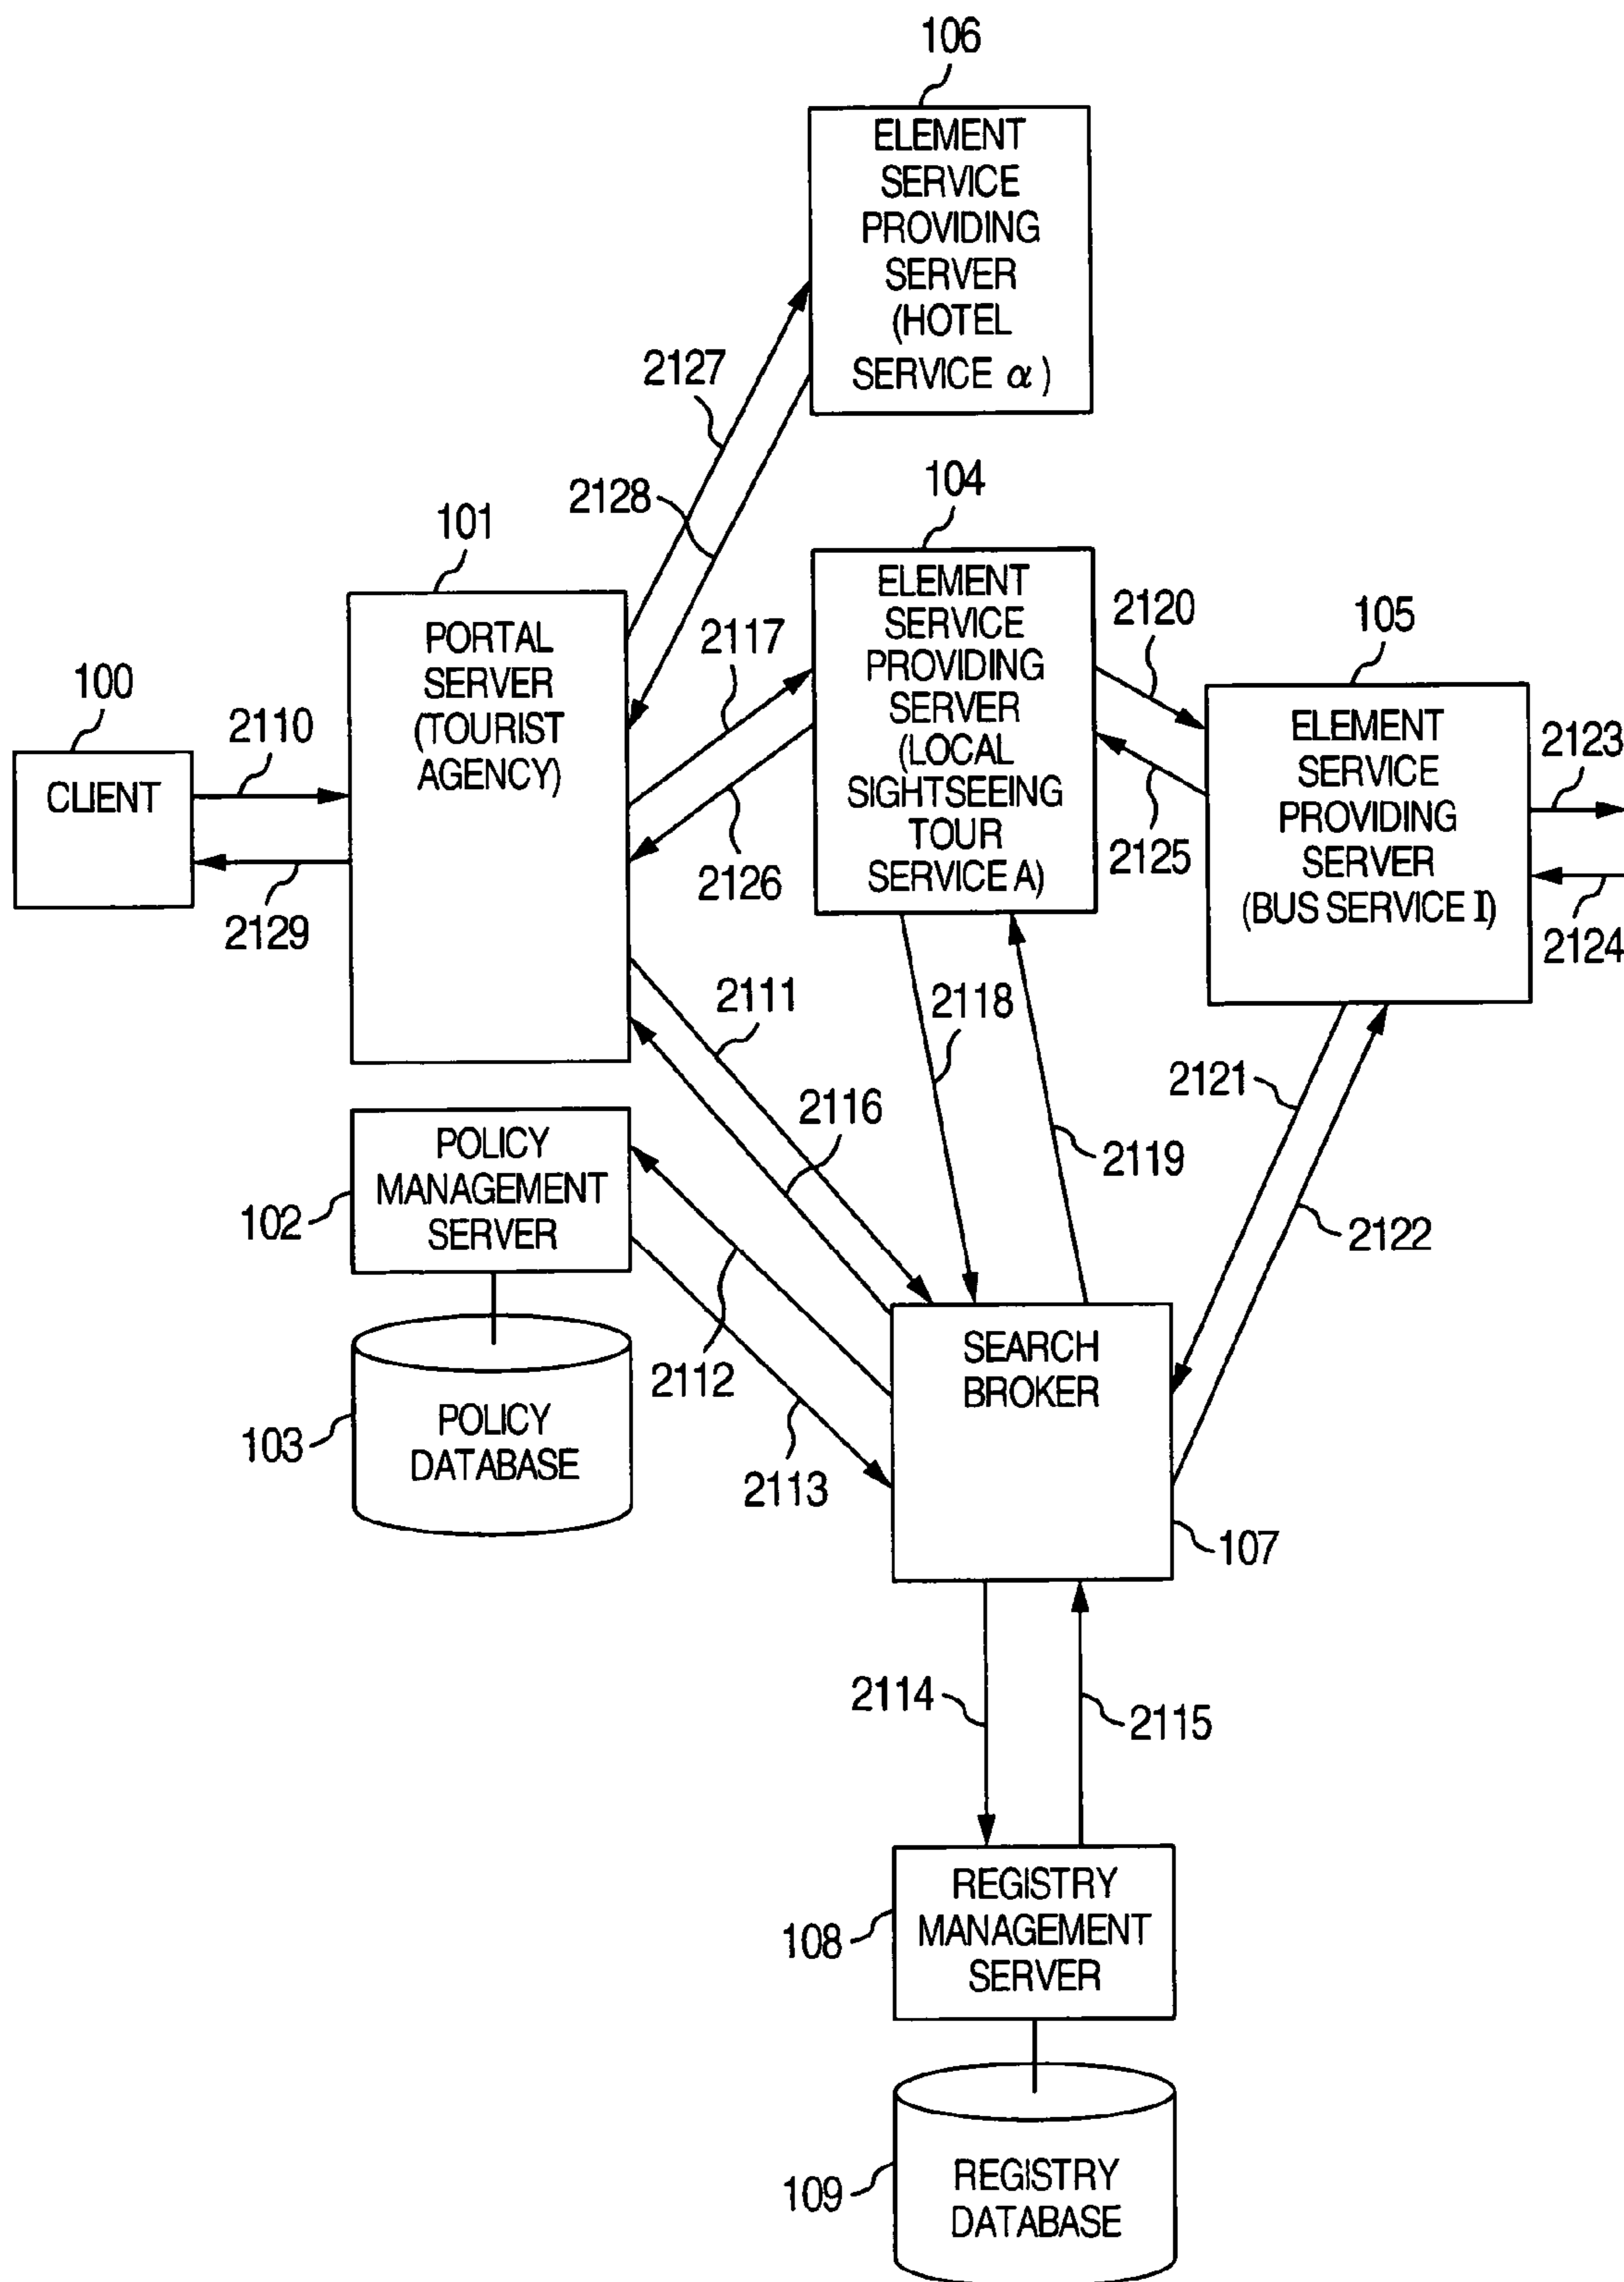 106
ELEMENT
SERVICE
PROVIDING
SERVER
(HOTEL
SERVICE α)
2127
2128
104
101
ELEMENT
SERVICE
PROVIDING
SERVER
(LOCAL
SIGHTSEEING
TOUR
SERVICE A)
PORTAL
SERVER
(TOURIST
AGENCY)
2117
2120
105
100
2110
CLIENT
ELEMENT
SERVICE
PROVIDING
SERVER
(BUS SERVICE I)
2123
2125
2126
2129
2124
2111
2118
2121
2116
2119
POLICY
MANAGEMENT
SERVER
102
2122
2112
SEARCH
BROKER
POLICY
DATABASE
103
2113
107
2114
2115
REGISTRY
MANAGEMENT
SERVER
108
REGISTRY
DATABASE
109